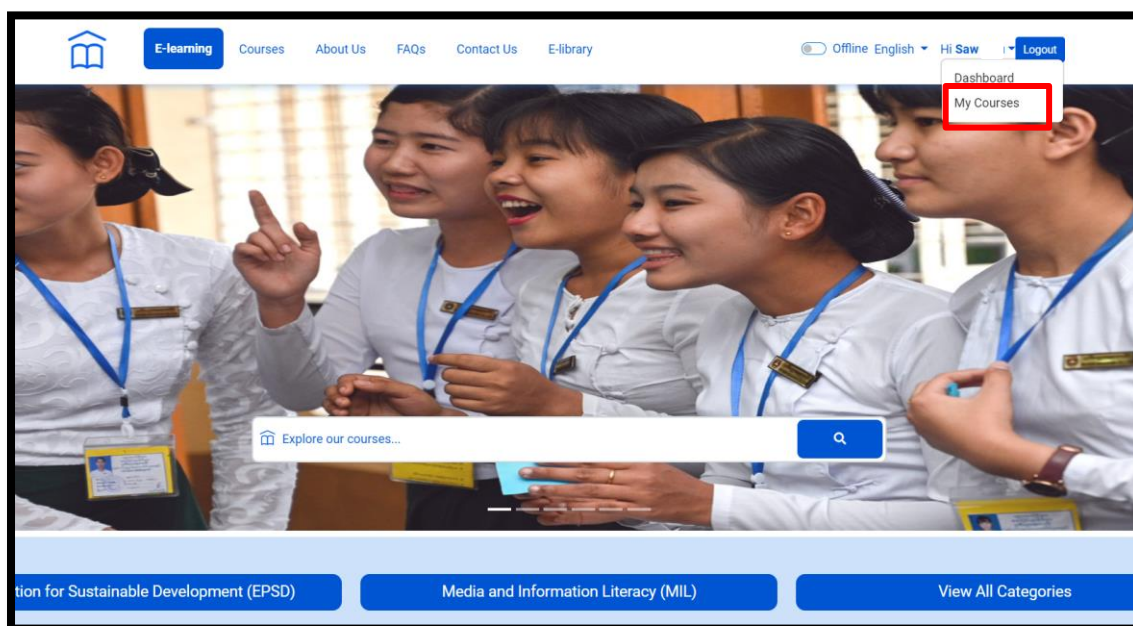 E-learning Courses About Us FAQs Contact Us E-library Offline English Hi Saw Logout
Dashboard
My Courses
Explore our courses...
tion for Sustainable Development (EPSD) Media and Information Literacy (MIL) View All Categories